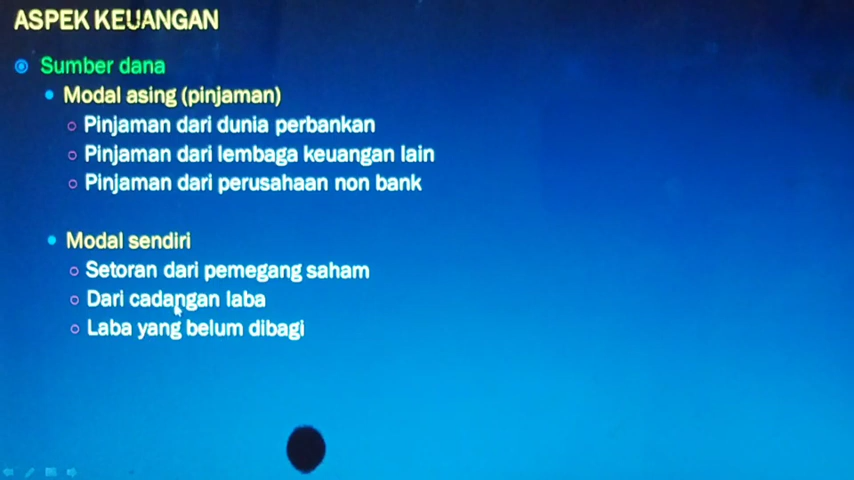 ASPEK KEUANGAN
Sumber dana
Modal asing (pinjaman)
Pinjaman dari dunia perbankan
Pinjaman dari lembaga keuangan lain
Pinjaman dari perusahaan non bank
Modal sendiri
Setoran dari pemegang saham
Dari cadangan laba
Laba yang belum dibagi